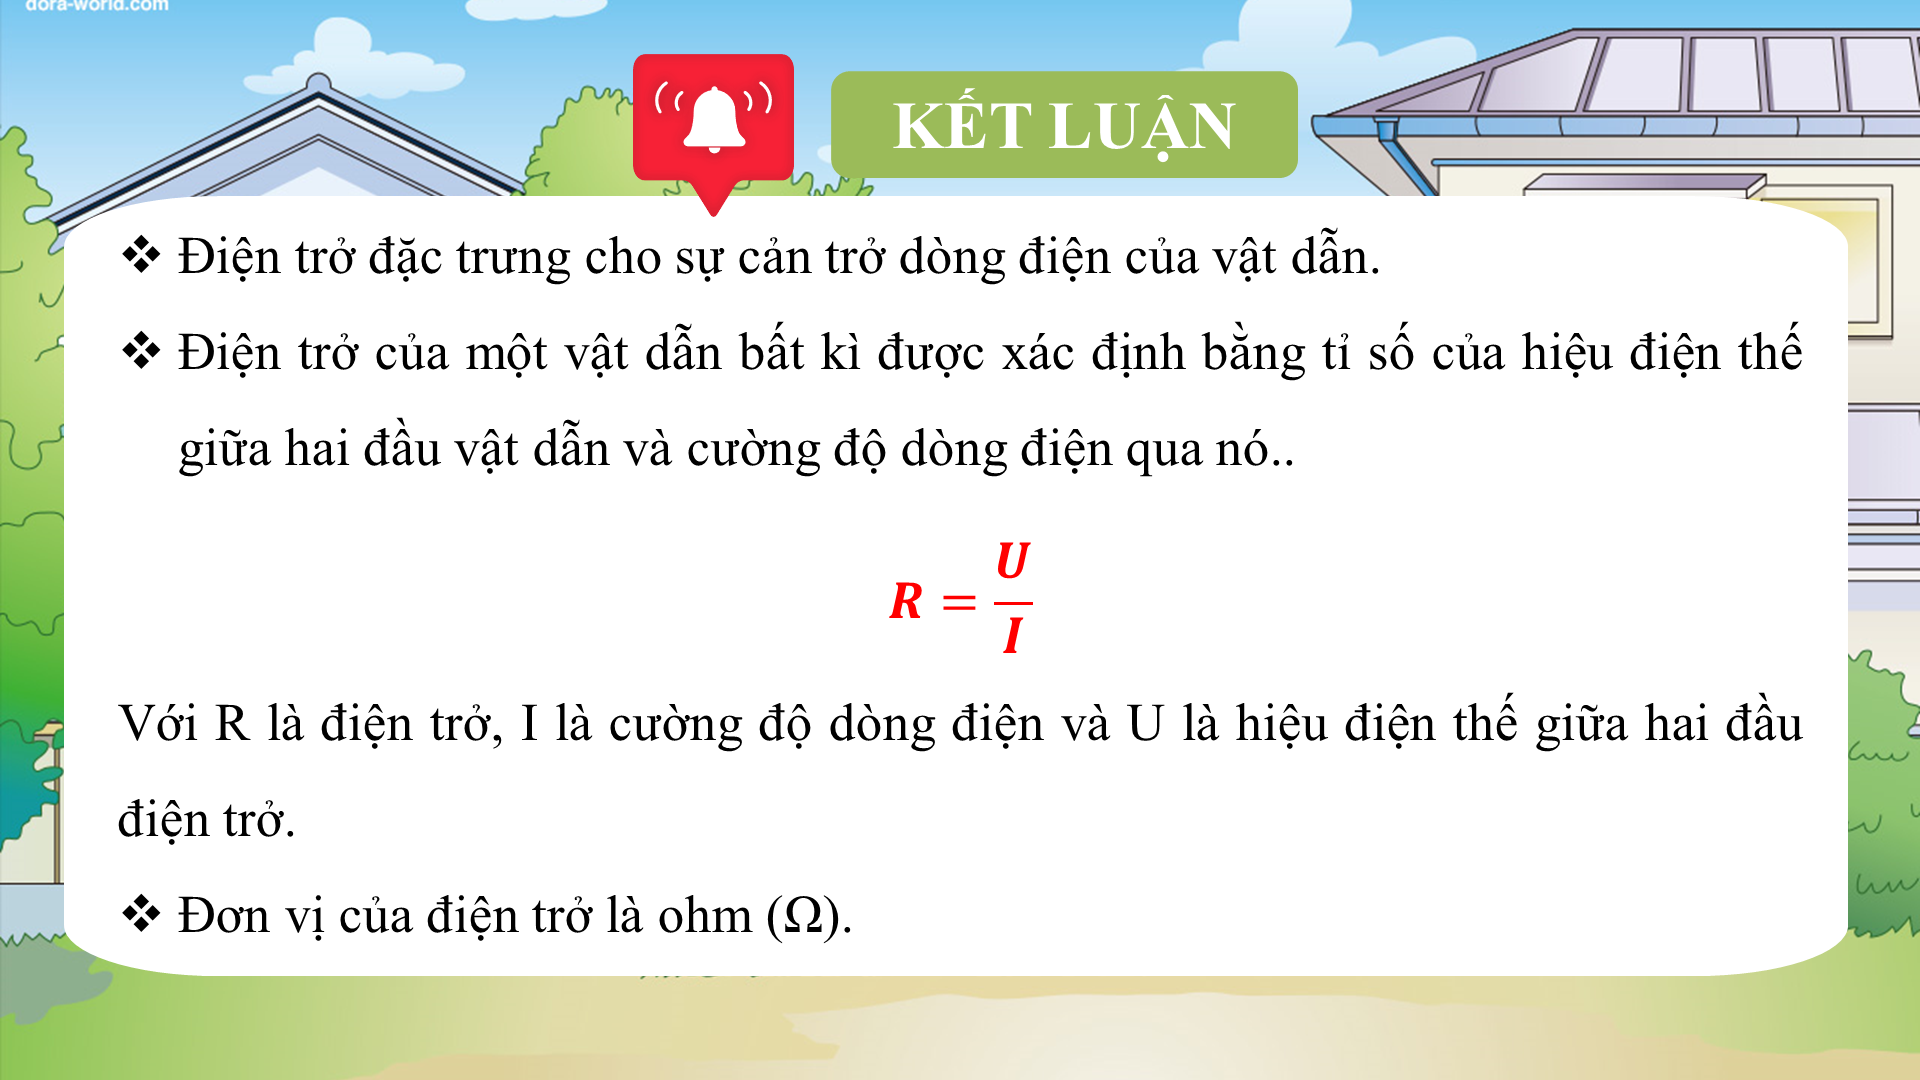 dora-world.com
KẾT LUẬN
❖ Điện trở đặc trưng cho sự cản trở dòng điện của vật dẫn.
❖ Điện trở của một vật dẫn bất kì được xác định bằng tỉ số của hiệu điện thế
giữa hai đầu vật dẫn và cường độ dòng điện qua nó..
R = U/I
Với R là điện trở, I là cường độ dòng điện và U là hiệu điện thế giữa hai đầu
điện trở.
❖ Đơn vị của điện trở là ohm (Ω).